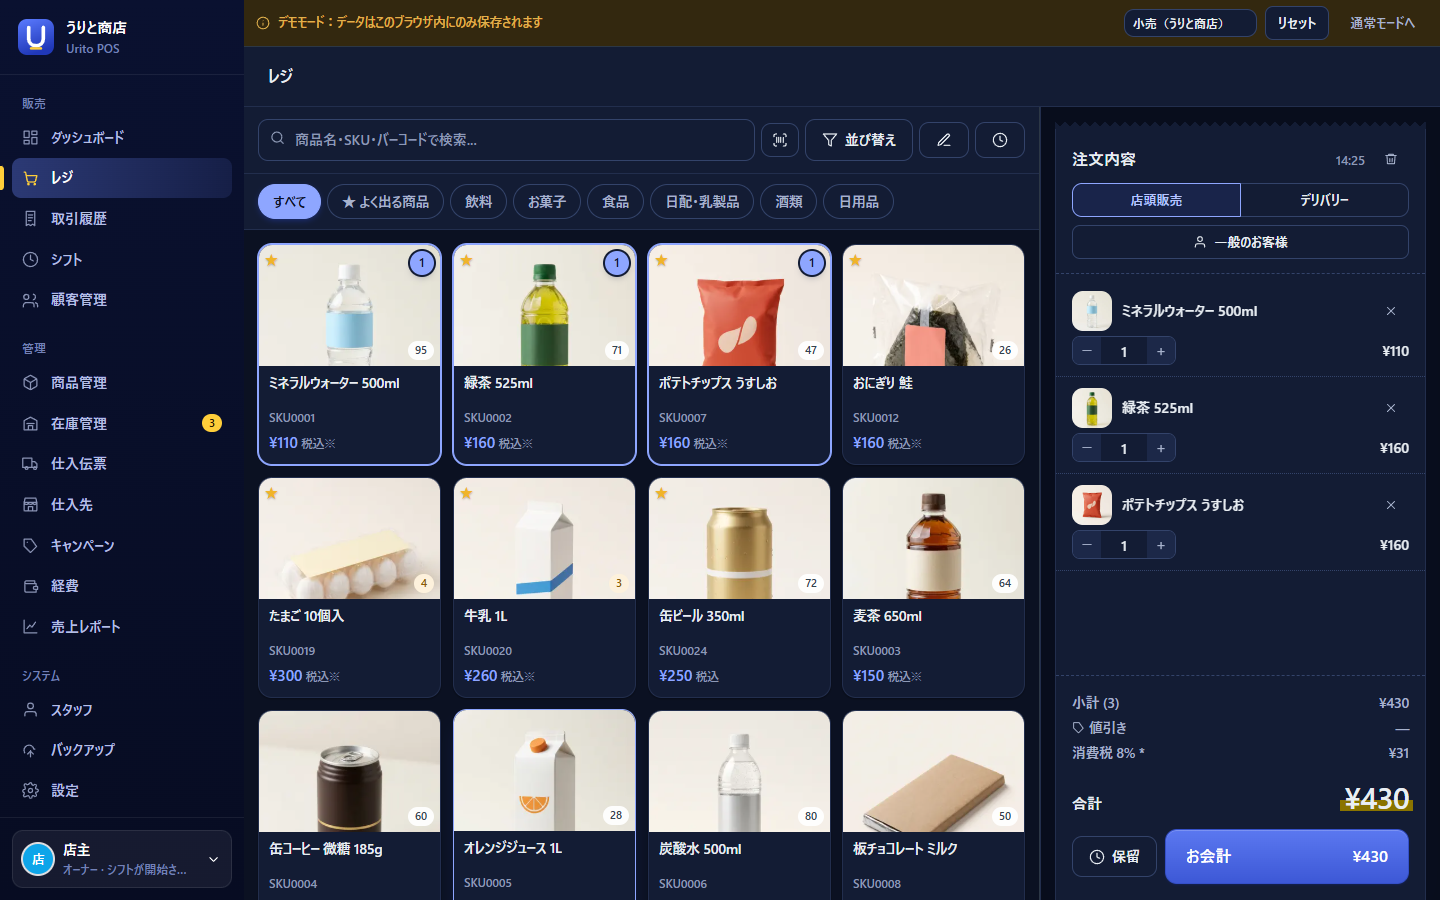 うりと商店
Urito POS
販売
ダッシュボード
レジ
取引履歴
シフト
顧客管理
管理
商品管理
在庫管理
3
仕入伝票
仕入先
キャンペーン
経費
売上レポート
システム
スタッフ
バックアップ
設定
店
店主
オーナー・シフトが開始さ…
デモモード：データはこのブラウザ内にのみ保存されます
小売（うりと商店）
リセット
通常モードへ
レジ
商品名・SKU・バーコードで検索...
並び替え
すべて
★ よく出る商品
飲料
お菓子
食品
日配・乳製品
酒類
日用品
1
95
ミネラルウォーター 500ml
SKU0001
¥110 税込※
1
71
緑茶 525ml
SKU0002
¥160 税込※
1
47
ポテトチップス うすしお
SKU0007
¥160 税込※
26
おにぎり 鮭
SKU0012
¥160 税込※
4
たまご 10個入
SKU0019
¥300 税込※
3
牛乳 1L
SKU0020
¥260 税込※
72
缶ビール 350ml
SKU0024
¥250 税込
64
麦茶 650ml
SKU0003
¥150 税込※
60
缶コーヒー 微糖 185g
SKU0004
28
オレンジジュース 1L
SKU0005
80
炭酸水 500ml
SKU0006
50
板チョコレート ミルク
SKU0008
注文内容
14:25
店頭販売
デリバリー
一般のお客様
ミネラルウォーター 500ml
1
¥110
緑茶 525ml
1
¥160
ポテトチップス うすしお
1
¥160
小計 (3)
¥430
値引き
—
消費税 8% *
¥31
合計
¥430
保留
お会計
¥430